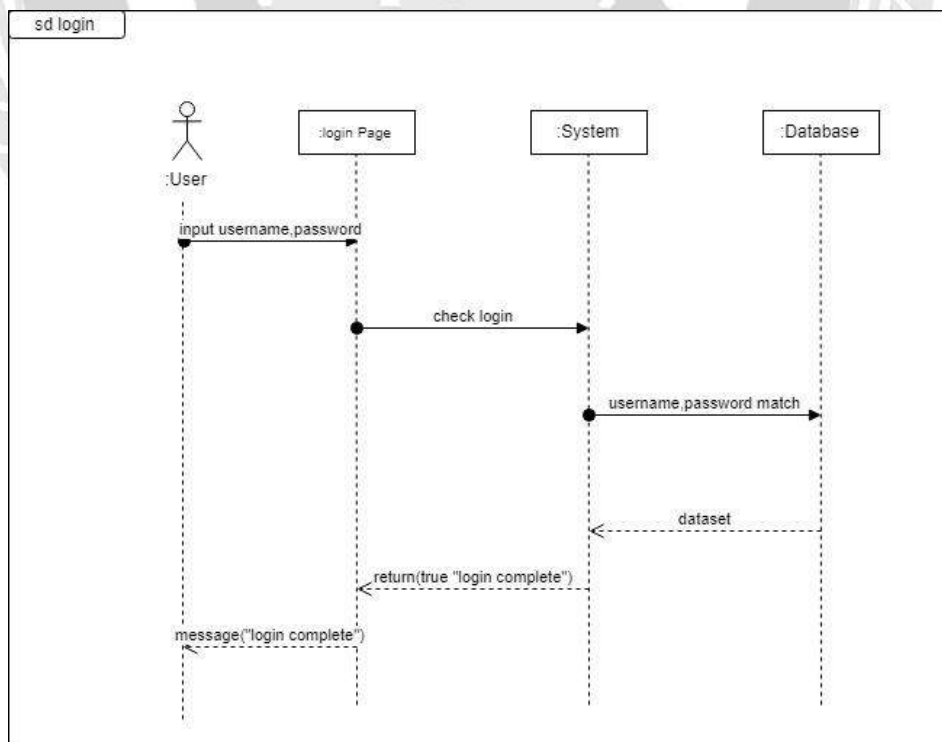 sd login
:User
:login Page
:System
:Database
input username,password
check login
username,password match
dataset
return(true "login complete")
message("login complete")